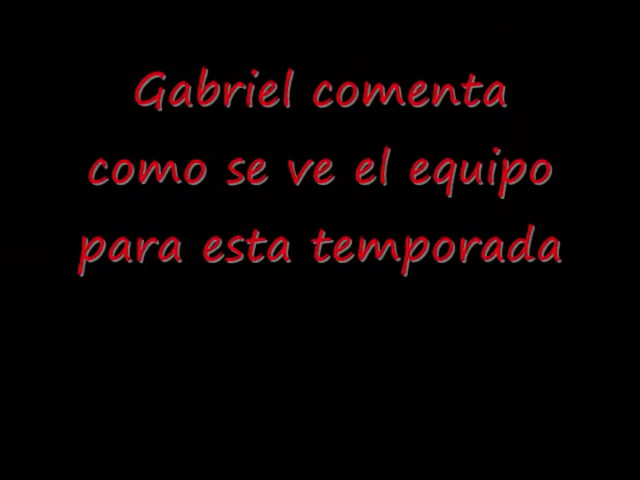 Gabriel comenta
como se ve el equipo
para esta temporada